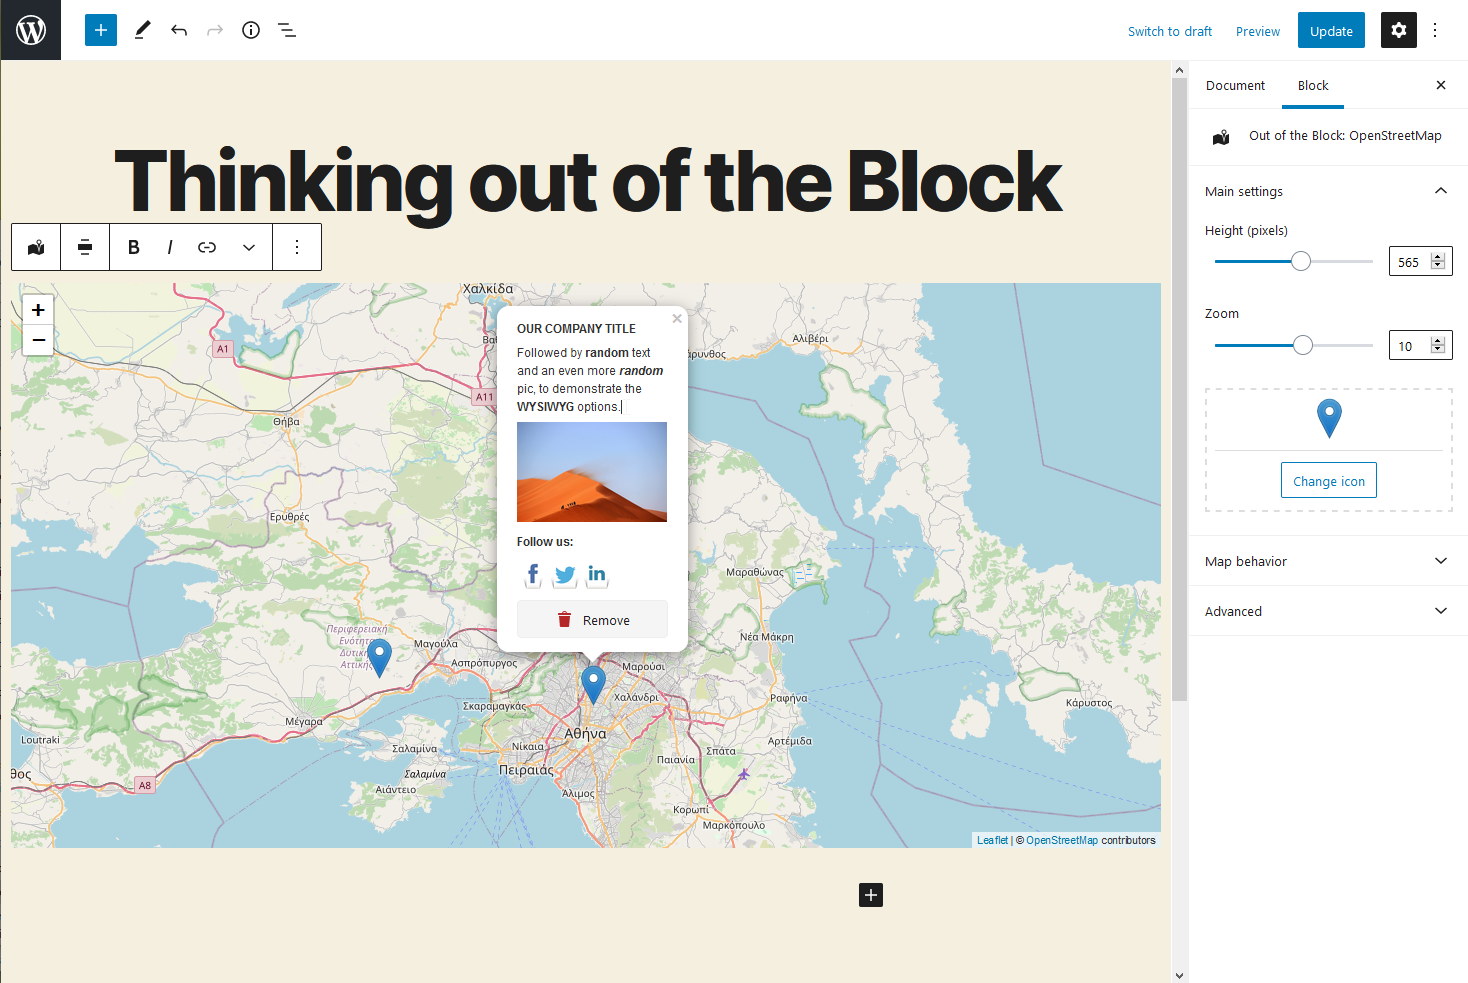 Switch to draft
Preview
Update
Document
Block
Out of the Block: OpenStreetMap
Main settings
Height (pixels)
565
Zoom
10
Change icon
Map behavior
Advanced
Thinking out of the Block
B I
+
−
Χαλκίδα
A1
A11
Θήβα
Ερυθρές
Αλιβέρι
OUR COMPANY TITLE
Followed by random text
and an even more random
pic, to demonstrate the
WYSIWYG options.
Follow us:
Remove
Μαραθώνας
Νέα Μάκρη
Περιφερειακή
Ενότητα
Δυτικής
Αττικής
Μαγούλα
Ασπρόπυργος
Μαρούσι
Χαλάνδρι
Ραφήνα
Κάρυστος
Σκαραμαγκάς
Μέγαρα
Loutraki
Αθήνα
Νίκαια
Σαλαμίνα
Σαλαμίνα
Αιάντειο
Πειραιάς
Σπάτα
Αρτέμιδα
Παιανία
Άλιμος
Κορωπί
Μαρκόπουλο
A8
Leaflet | © OpenStreetMap contributors